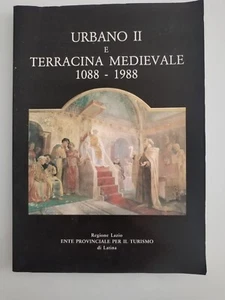 URBANO II
E
TERRACINA MEDIEVALE
1088 - 1988
Regione Lazio
ENTE PROVINCIALE PER IL TURISMO
di Latina